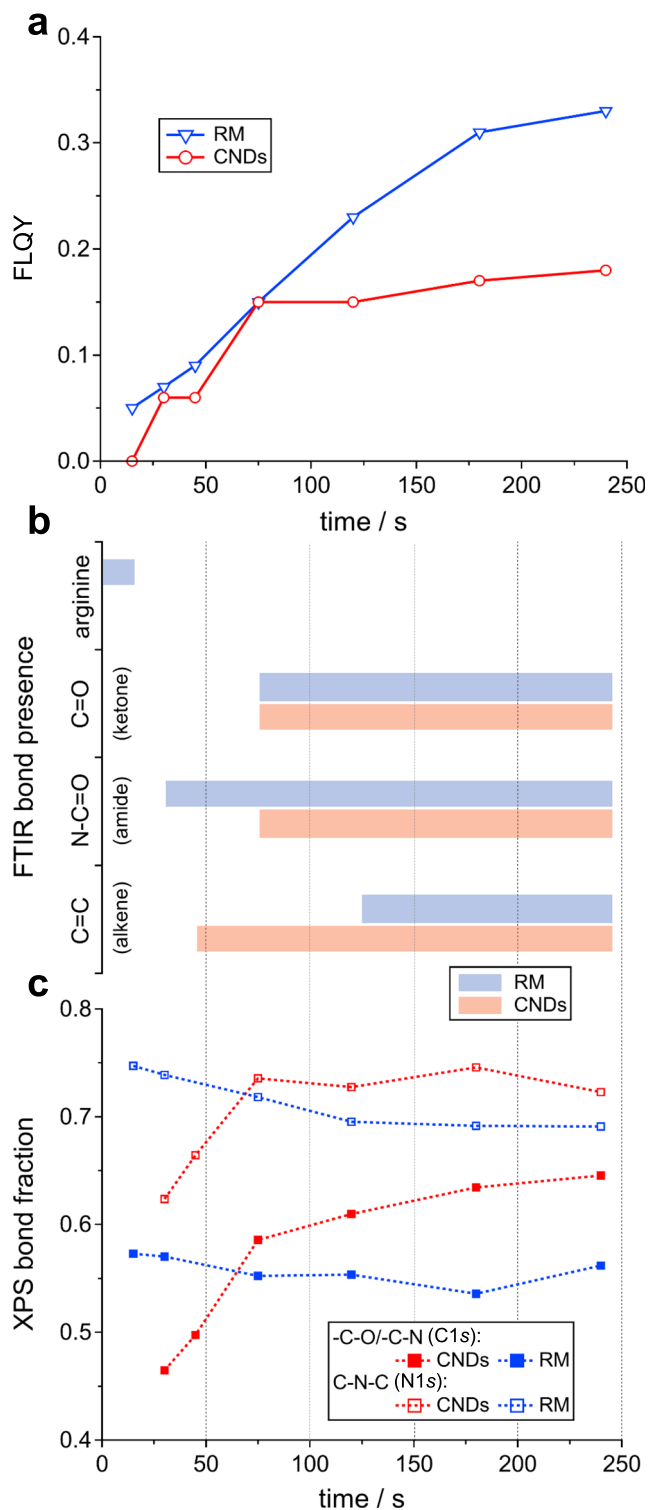 a
0.4
0.3
0.2
0.1
0.0
FLQY
RM
CNDs
0
50
100
150
200
250
time / s
b
FTIR bond presence
arginine
C=O
(ketone)
N-C=O
(amide)
C=C
(alkene)
RM
CNDs
c
0.8
0.7
0.6
0.5
0.4
XPS bond fraction
-C-O/-C-N (C1s):
CNDs RM
C-N-C (N1s):
CNDs RM
0
50
100
150
200
250
time / s